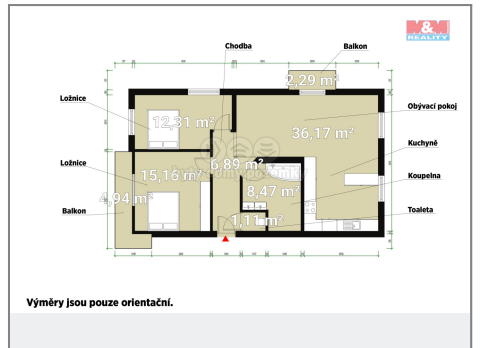 M&M
REALITY
Chodba
Balkon
2,29 m²
Ložnice
12,31 m²
Obývací pokoj
36,17 m²
Kuchyně
Ložnice
15,16 m²
6,89 m²
Koupelna
8,47 m²
4,94 m²
Toaleta
1,11 m²
Balkon
Výměry jsou pouze orientační.